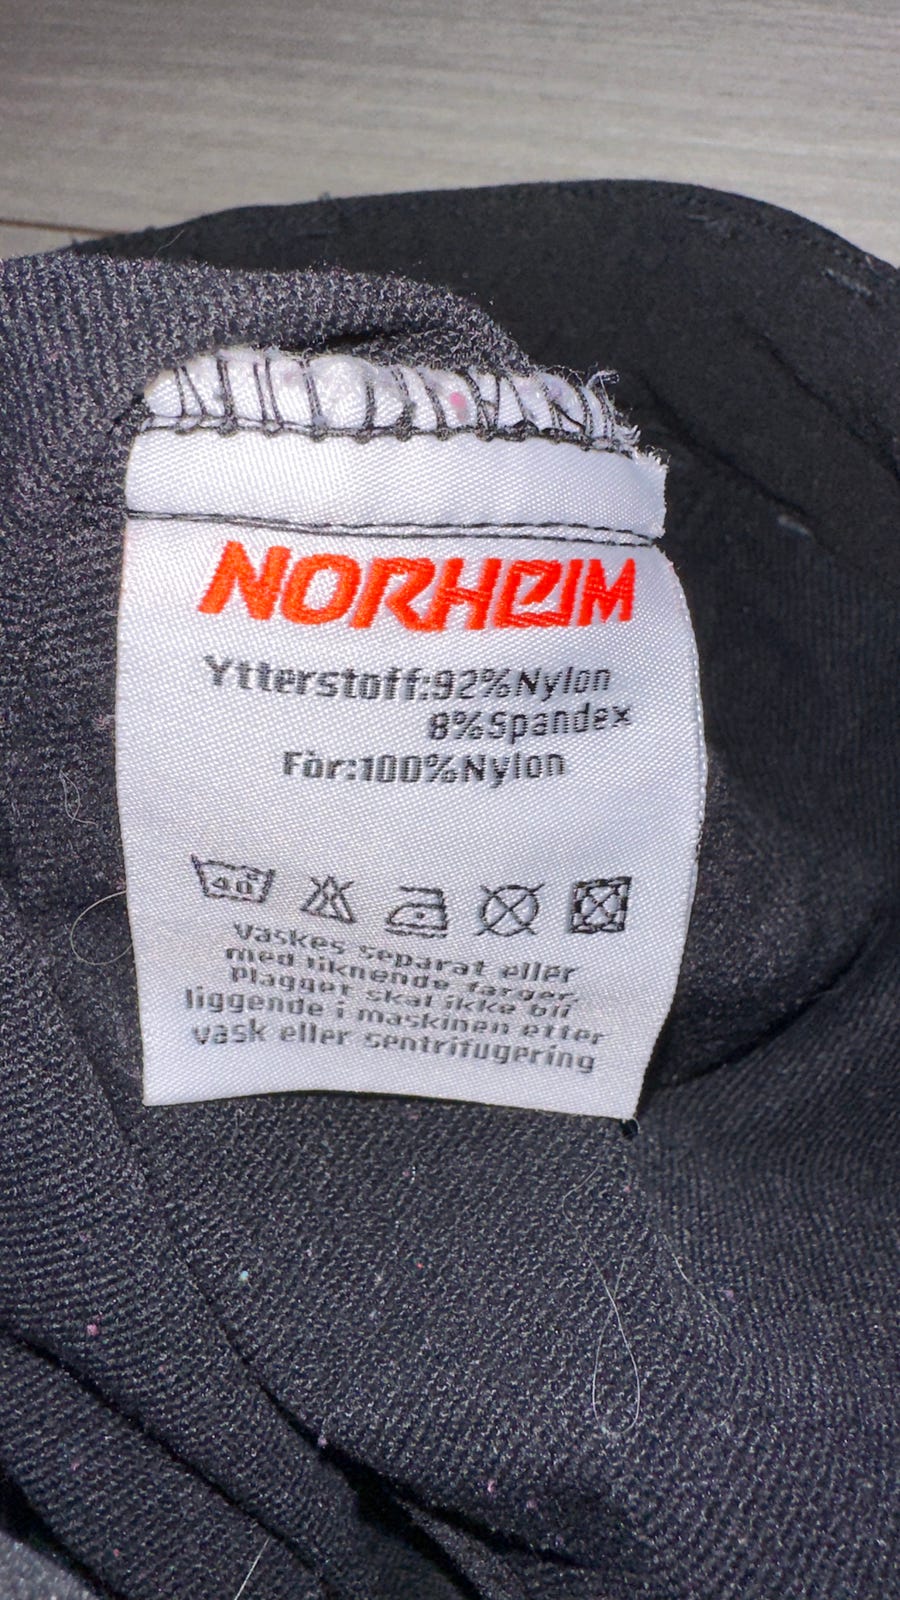 NORHEIM
Ytterstoff:92%Nylon
8%Spandex
Fòr:100%Nylon
40
vaskes separat eller
med liknende farger.
Plagget skal ikke bli
liggende i maskinen etter
vask eller sentrifugering